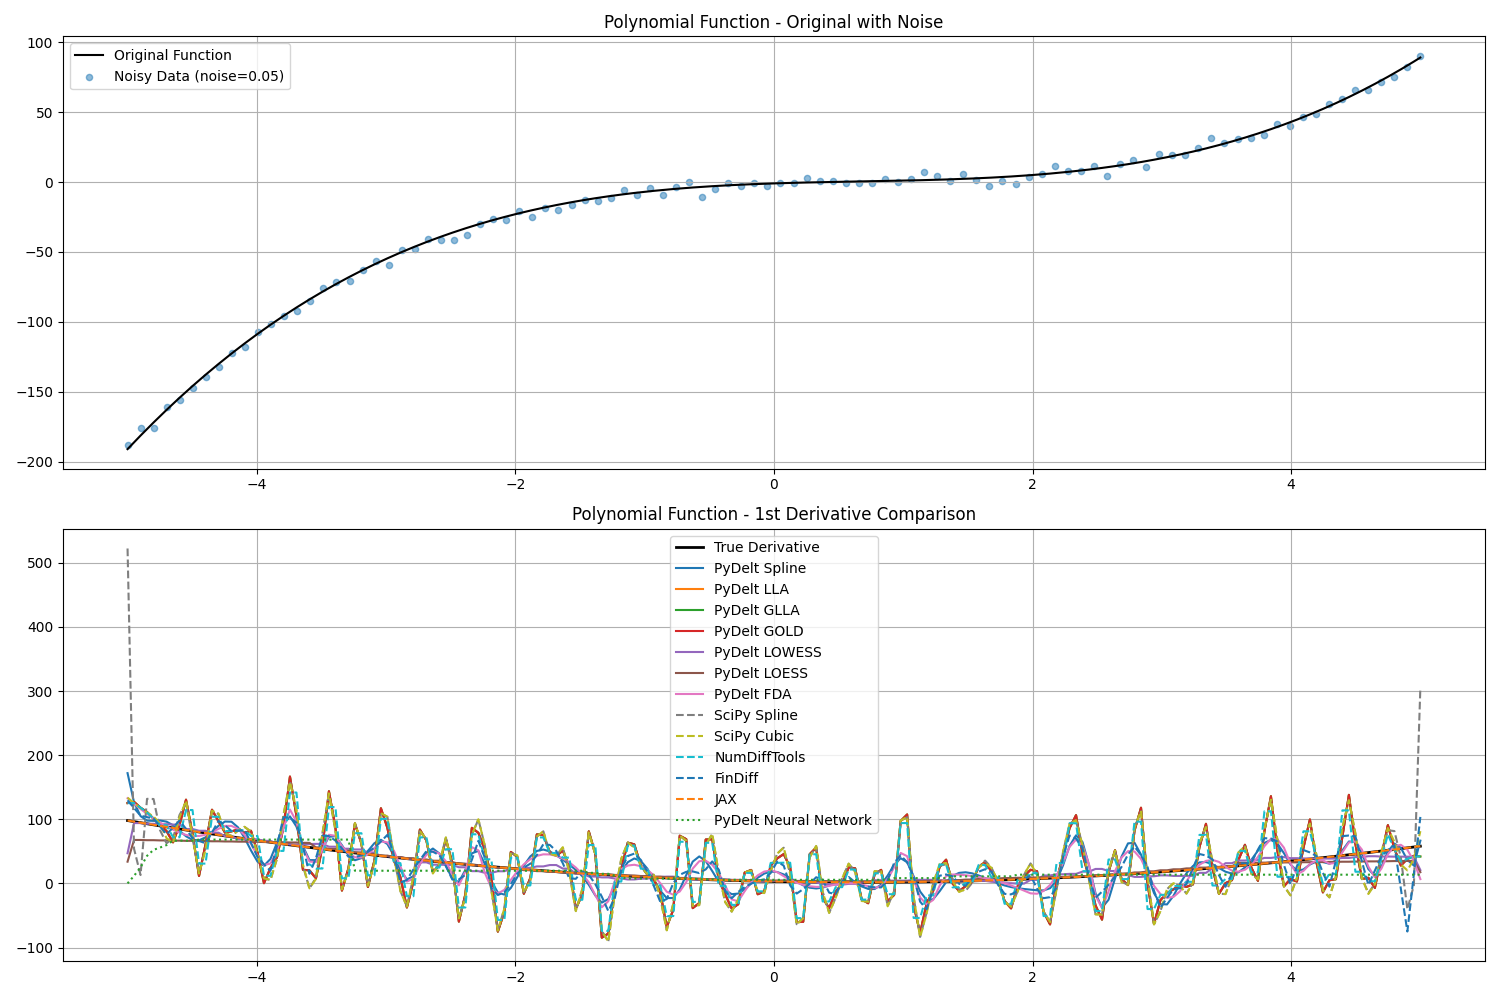 Polynomial Function - Original with Noise
100
50
0
−50
−100
−150
−200
Original Function
Noisy Data (noise=0.05)
−4
−2
0
2
4
Polynomial Function - 1st Derivative Comparison
500
400
300
200
100
0
−100
True Derivative
PyDelt Spline
PyDelt LLA
PyDelt GLLA
PyDelt GOLD
PyDelt LOWESS
PyDelt LOESS
PyDelt FDA
SciPy Spline
SciPy Cubic
NumDiffTools
FinDiff
JAX
PyDelt Neural Network
−4
−2
0
2
4